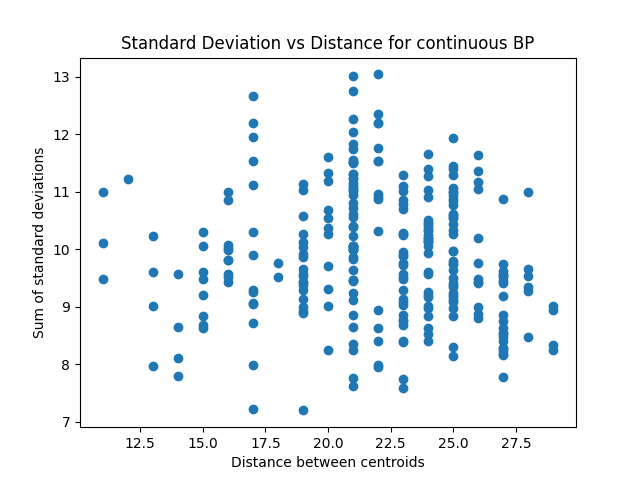 Standard Deviation vs Distance for continuous BP
Sum of standard deviations
13
12
11
10
9
8
7
12.5 15.0 17.5 20.0 22.5 25.0 27.5
Distance between centroids